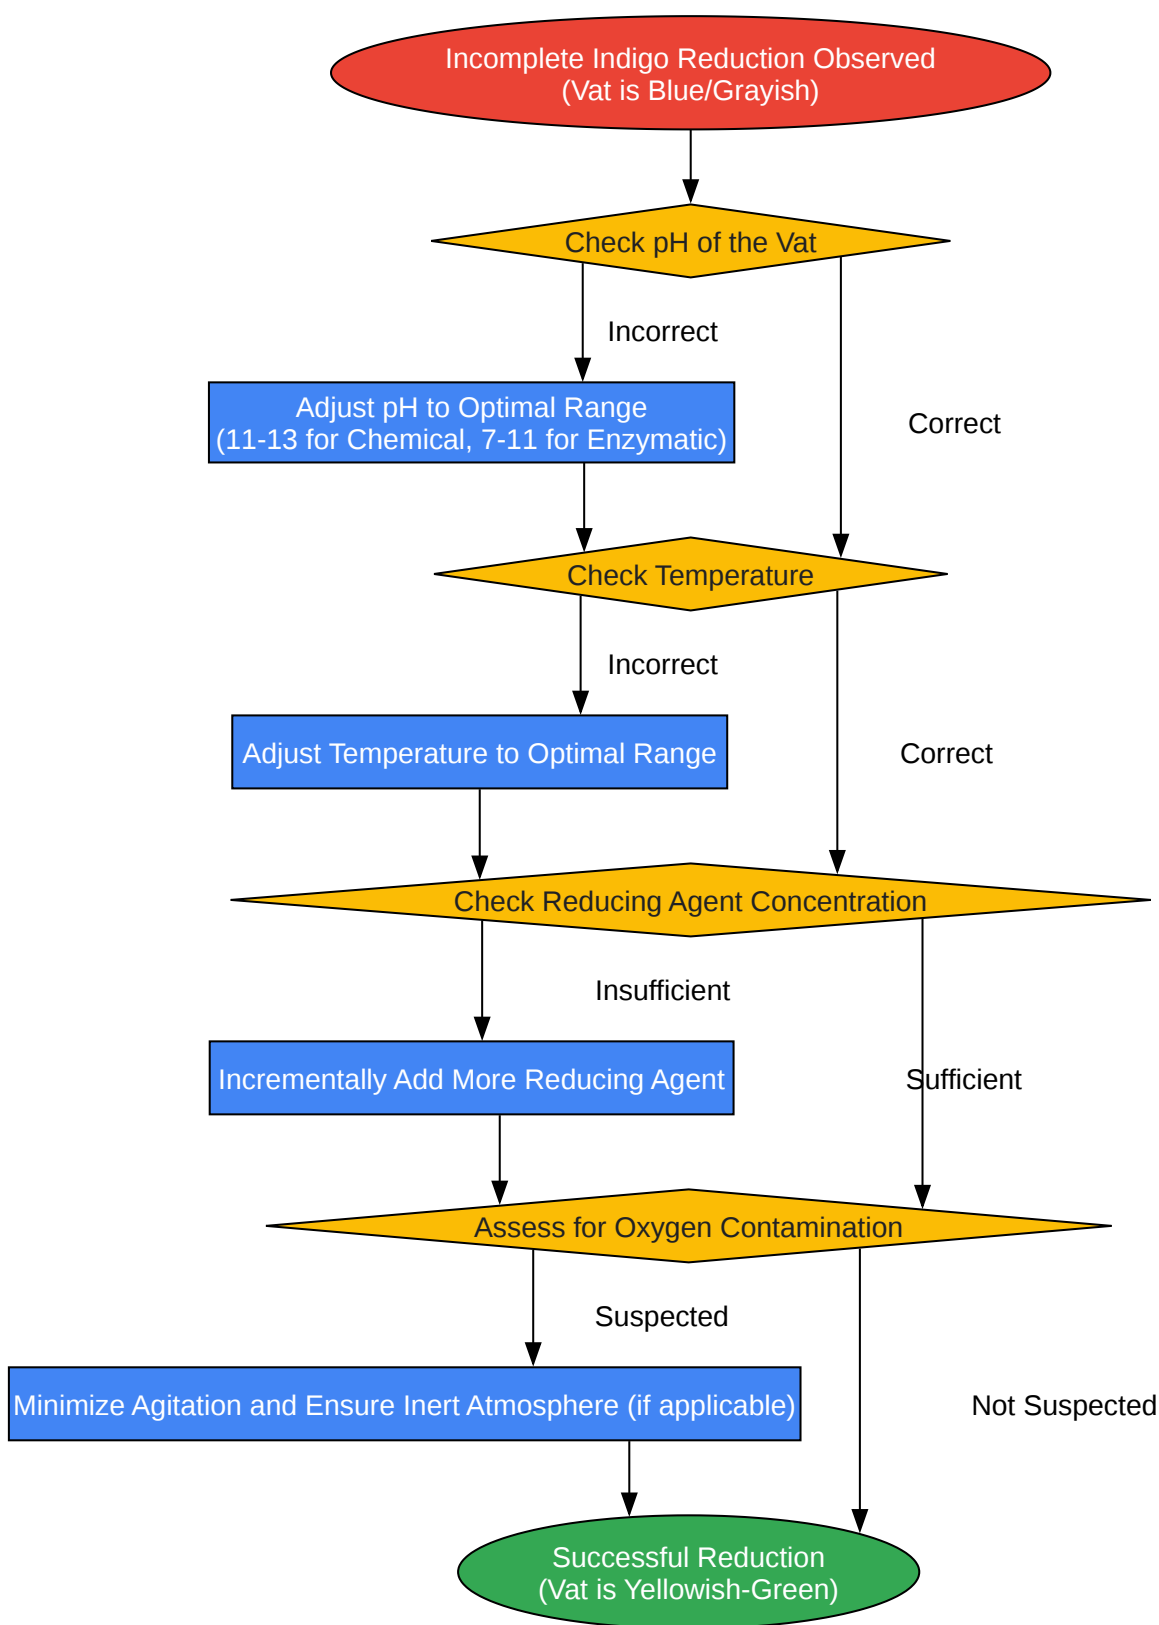 Incomplete Indigo Reduction Observed
(Vat is Blue/Grayish)
Check pH of the Vat
Incorrect
Adjust pH to Optimal Range
(11-13 for Chemical, 7-11 for Enzymatic)
Correct
Check Temperature
Incorrect
Adjust Temperature to Optimal Range
Correct
Check Reducing Agent Concentration
Insufficient
Incrementally Add More Reducing Agent
Sufficient
Assess for Oxygen Contamination
Suspected
Minimize Agitation and Ensure Inert Atmosphere (if applicable)
Not Suspected
Successful Reduction
(Vat is Yellowish-Green)